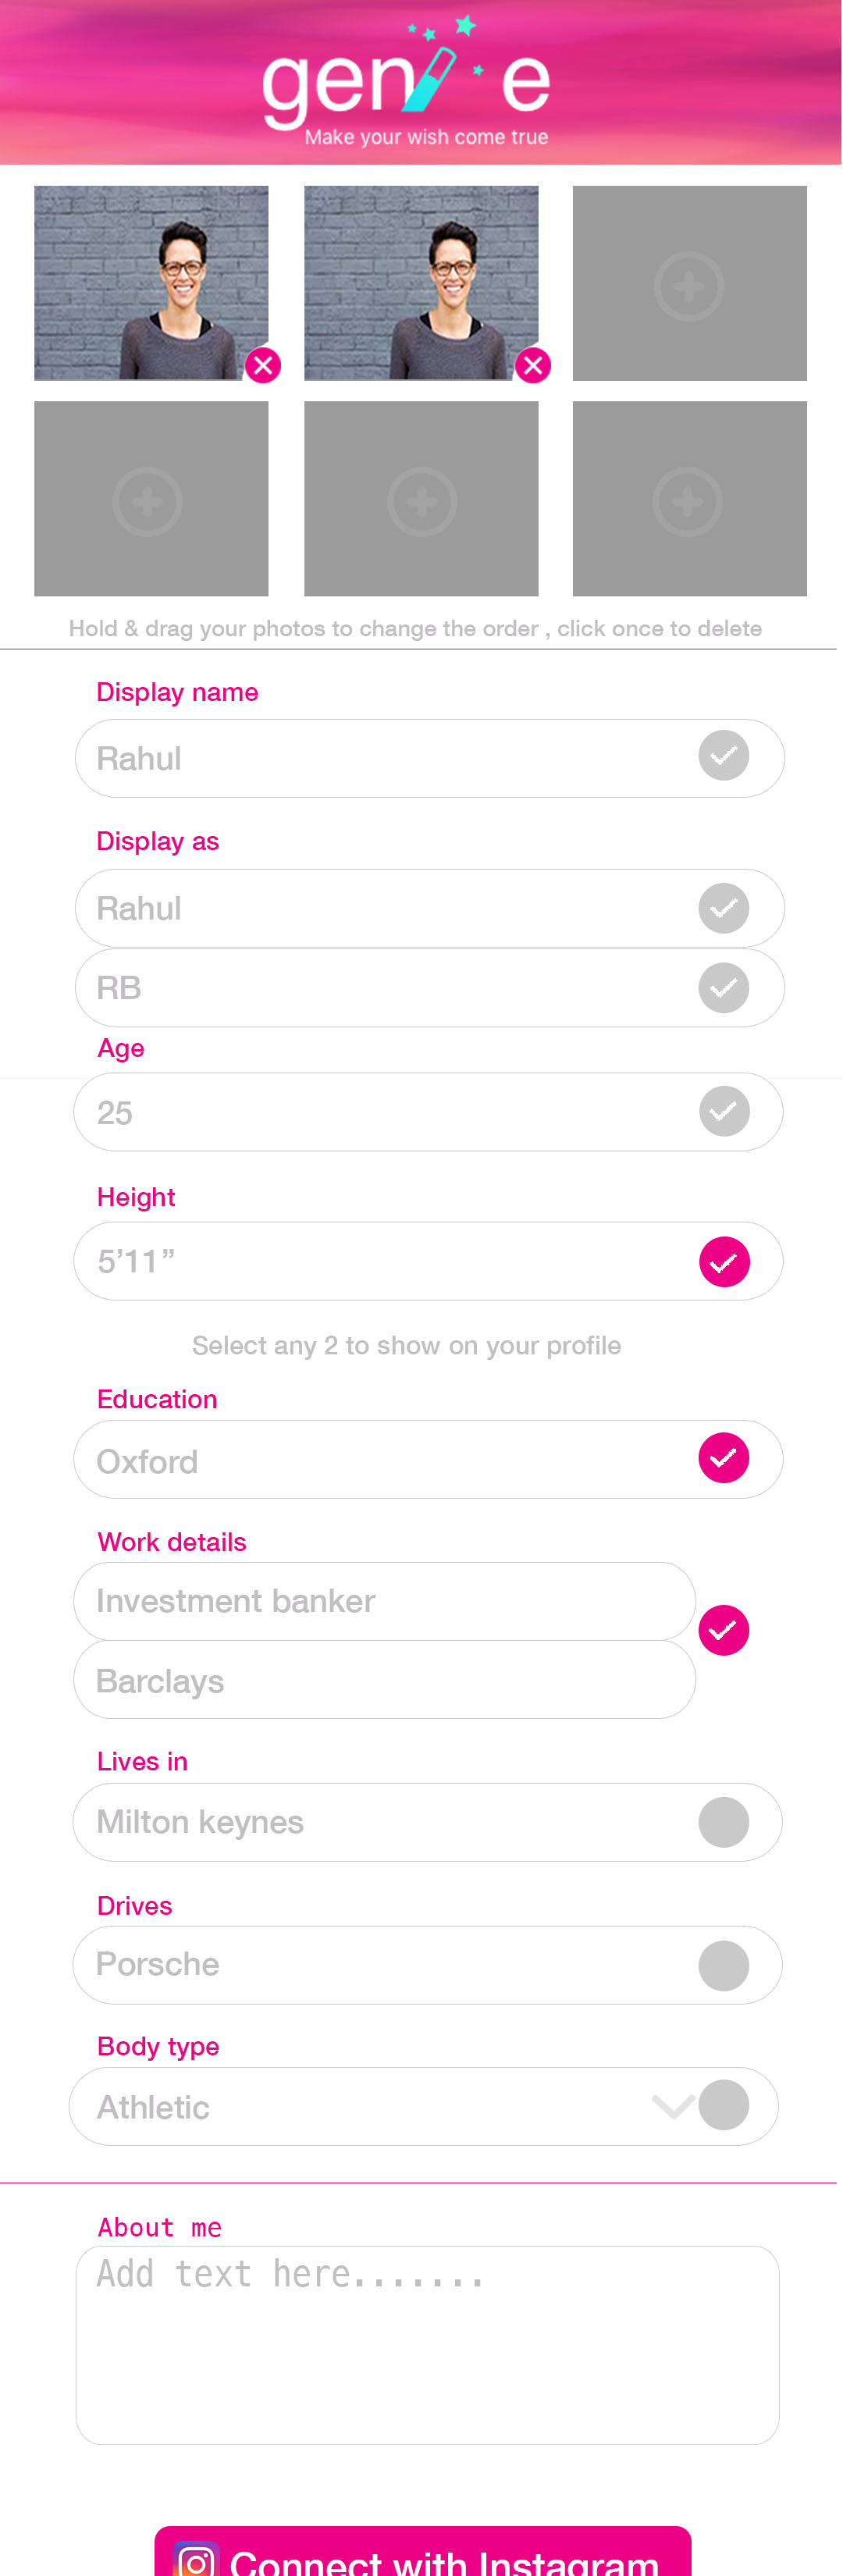 genie
Make your wish come true
Hold & drag your photos to change the order , click once to delete
Display name
Rahul
Display as
Rahul
RB
Age
25
Height
5’11”
Select any 2 to show on your profile
Education
Oxford
Work details
Investment banker
Barclays
Lives in
Milton keynes
Drives
Porsche
Body type
Athletic
About me
Add text here.......
Connect with Instagram